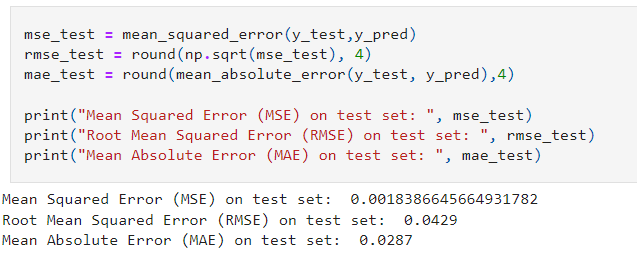 mse_test = mean_squared_error(y_test,y_pred)
rmse_test = round(np.sqrt(mse_test), 4)
mae_test = round(mean_absolute_error(y_test, y_pred),4)
print("Mean Squared Error (MSE) on test set: ", mse_test)
print("Root Mean Squared Error (RMSE) on test set: ", rmse_test)
print("Mean Absolute Error (MAE) on test set: ", mae_test)
Mean Squared Error (MSE) on test set:  0.0018386645664931782
Root Mean Squared Error (RMSE) on test set:  0.0429
Mean Absolute Error (MAE) on test set:  0.0287